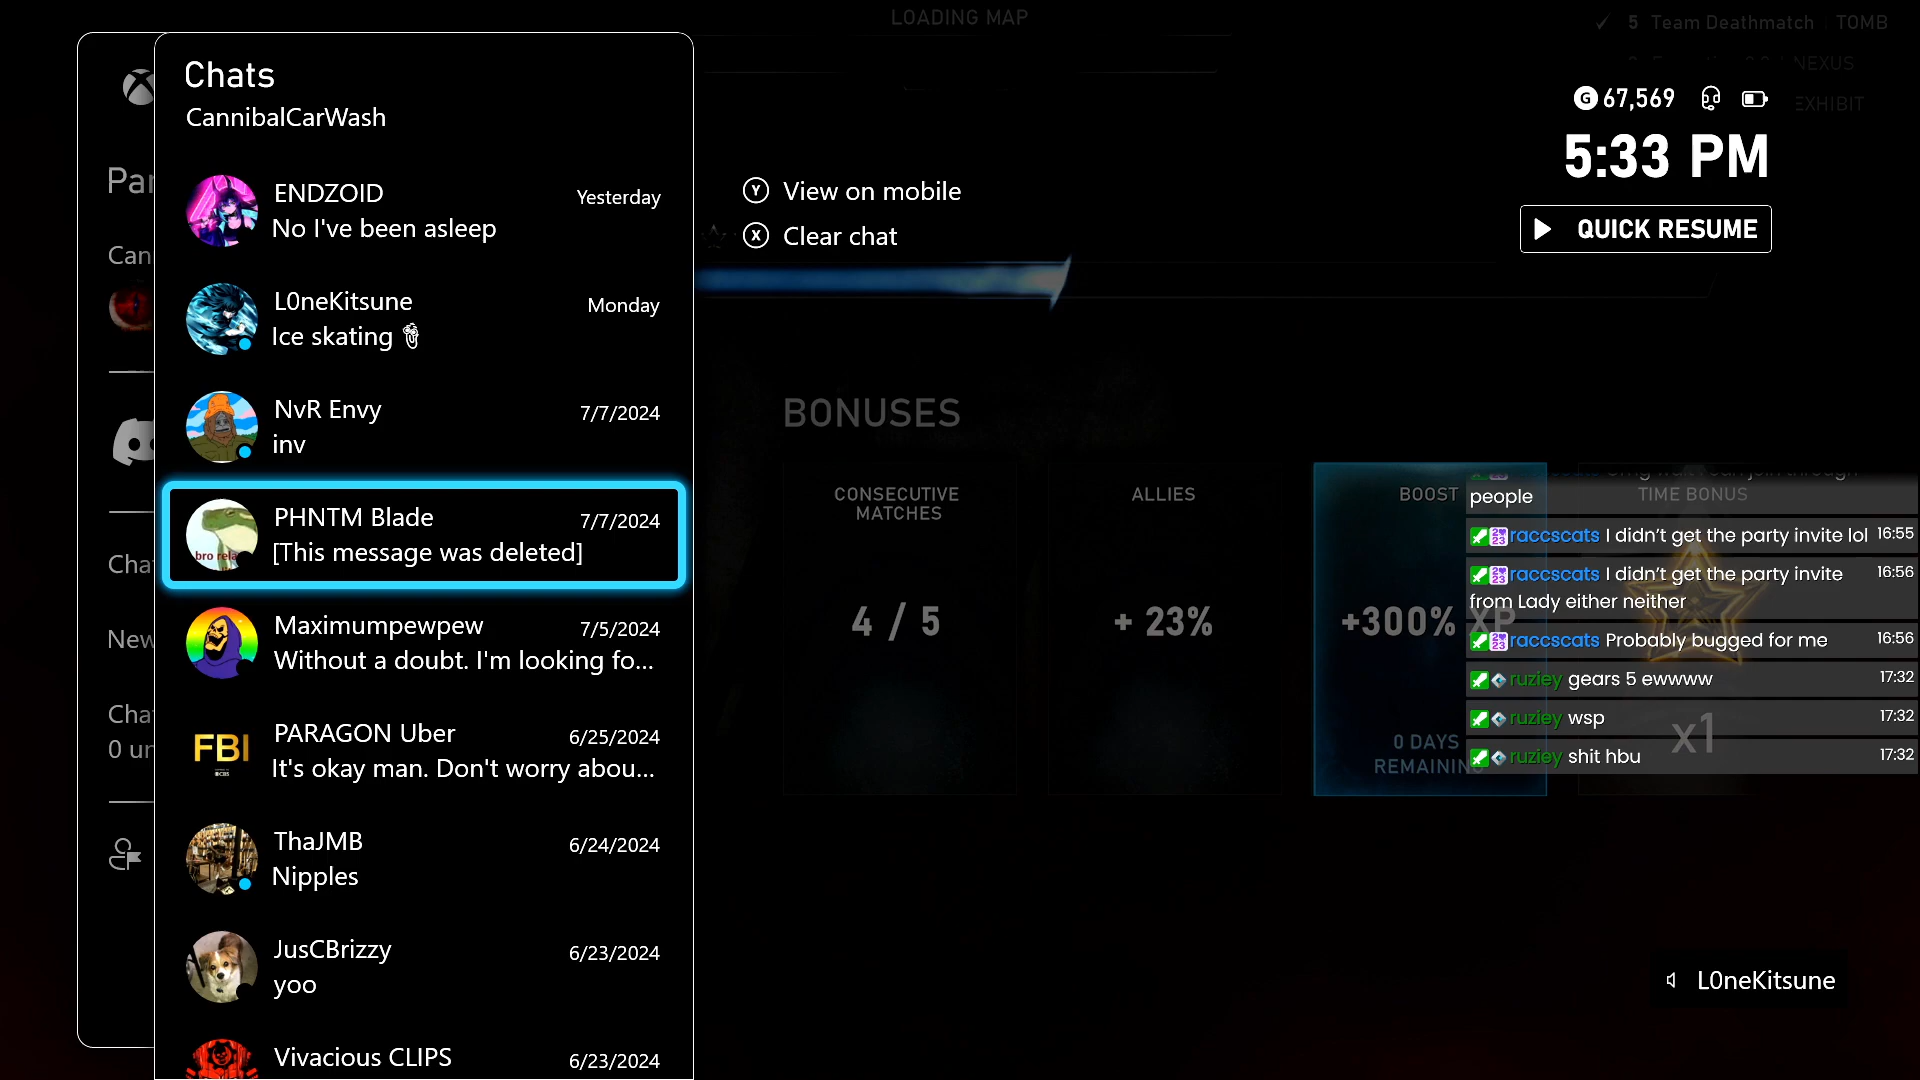 LOADING MAP
5 Team Deathmatch TOMB
NEXUS
EXHIBIT
Chats
CannibalCarWash
67,569
5:33 PM
QUICK RESUME
Par
Can
Cha
New
Cha
0 un
ENDZOID Yesterday
No I've been asleep
L0neKitsune Monday
Ice skating
NvR Envy 7/7/2024
inv
PHNTM Blade 7/7/2024
[This message was deleted]
bro rela
Maximumpewpew 7/5/2024
Without a doubt. I'm looking fo...
FBI
CBS
PARAGON Uber 6/25/2024
It's okay man. Don't worry abou...
ThaJMB 6/24/2024
Nipples
JusCBrizzy 6/23/2024
yoo
Vivacious CLIPS 6/23/2024
Y View on mobile
X Clear chat
BONUSES
CONSECUTIVE
MATCHES
4 / 5
ALLIES
+ 23%
BOOST
+300% XP
0 DAYS
REMAINING
TIME BONUS
x1
people
raccscats I didn't get the party invite lol 16:55
raccscats I didn't get the party invite 16:56
from Lady either neither
raccscats Probably bugged for me 16:56
ruziey gears 5 ewwww 17:32
ruziey wsp 17:32
ruziey shit hbu 17:32
L0neKitsune